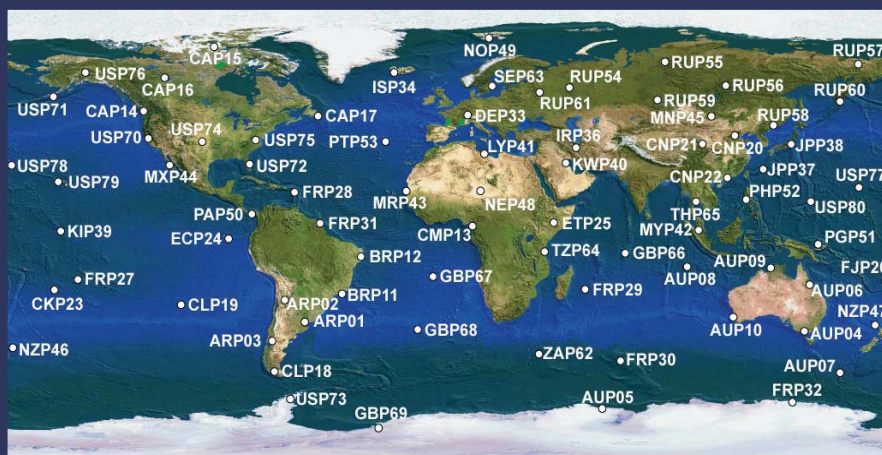 NOP49
CAP15
RUP57
USP76
CAP16
ISP34
SEP63
RUP54
RUP55
RUP56
USP71
CAP14
CAP17
RUP61
RUP59
RUP60
DEP33
MNP45
RUP58
USP70
USP74
USP75
PTP53
LYP41
IRP36
CNP21
CNP20
JPP38
USP78
MXP44
USP72
KWP40
JPP37
USP79
FRP28
MRP43
NEP48
CNP22
USP77
PHP52
PAP50
FRP31
CMP13
ETP25
THP65
USP80
KIP39
ECP24
MYP42
PGP51
BRP12
TZP64
GBP66
AUP09
FJP26
FRP27
GBP67
AUP08
CKP23
CLP19
ARP02
BRP11
FRP29
AUP06
ARP01
GBP68
AUP10
NZP47
AUP04
NZP46
ARP03
ZAP62
FRP30
CLP18
AUP07
USP73
AUP05
FRP32
GBP69